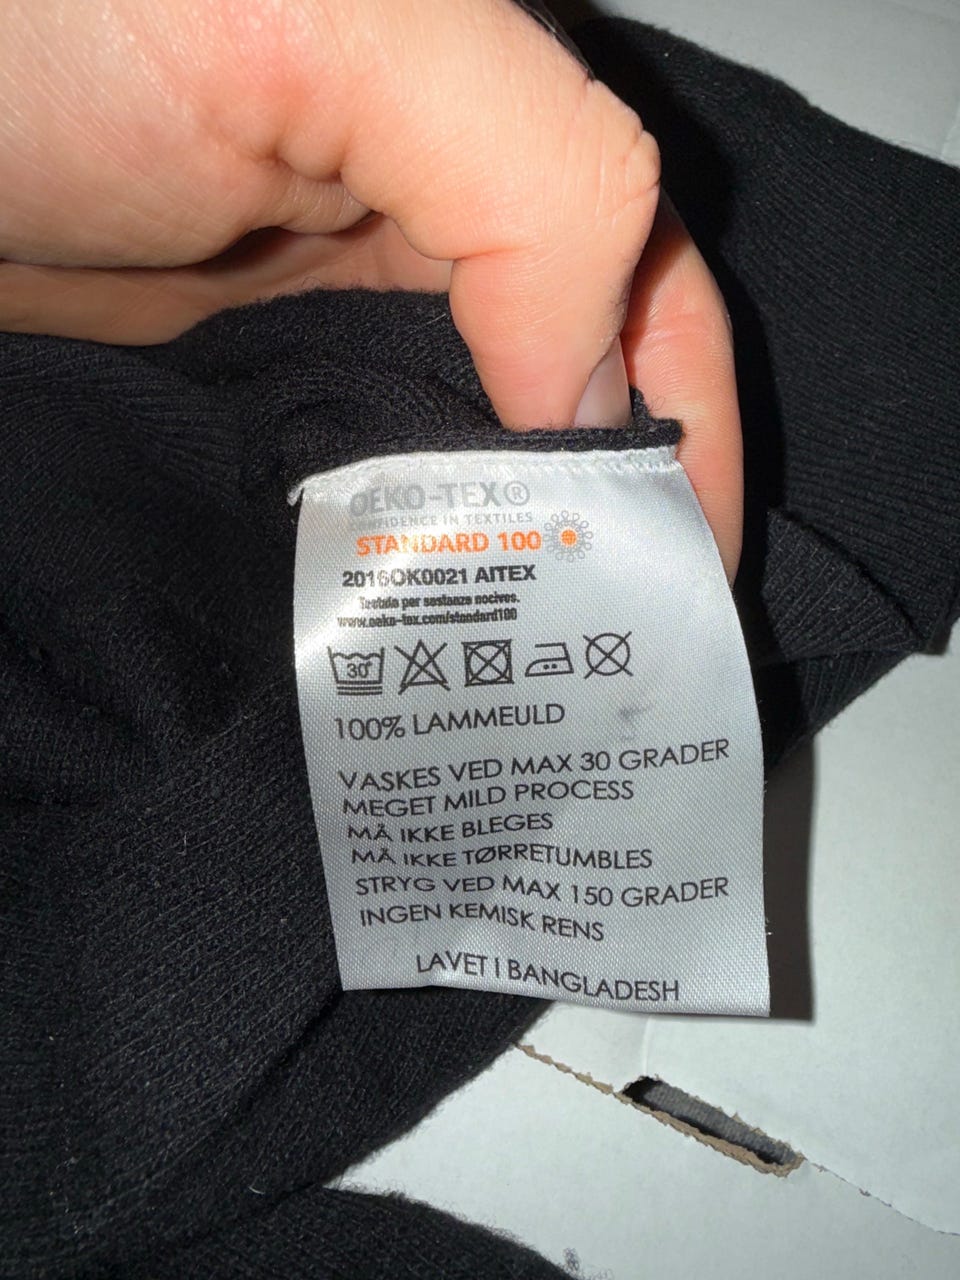 OEKO-TEX®
CONFIDENCE IN TEXTILES
STANDARD 100
2016OK0021 AITEX
Testato per sostanze nocive.
www.oeko-tex.com/standard100
30°
100% LAMMEULD
VASKES VED MAX 30 GRADER
MEGET MILD PROCESS
MÅ IKKE BLEGES
MÅ IKKE TØRRETUMBLES
STRYG VED MAX 150 GRADER
INGEN KEMISK RENS
LAVET I BANGLADESH